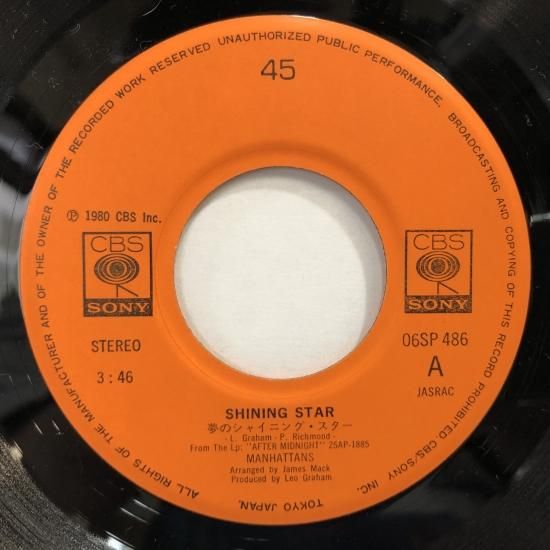 ALL RIGHTS OF THE MANUFACTURER AND OF THE OWNER OF THE RECORDED WORK RESERVED UNAUTHORIZED PUBLIC PERFORMANCE, BROADCASTING AND COPYING OF THIS RECORD PROHIBITED·CBS/SONY INC. TOKYO JAPAN.
45
℗ 1980 CBS Inc.
CBS
SONY
CBS
SONY
STEREO
3:46
06SP 486
A
JASRAC
SHINING STAR
夢のシャイニング・スター
- L. Graham - P. Richmond -
From The Lp: "AFTER MIDNIGHT" 25AP-1885
MANHATTANS
Arranged by James Mack
Produced by Leo Graham